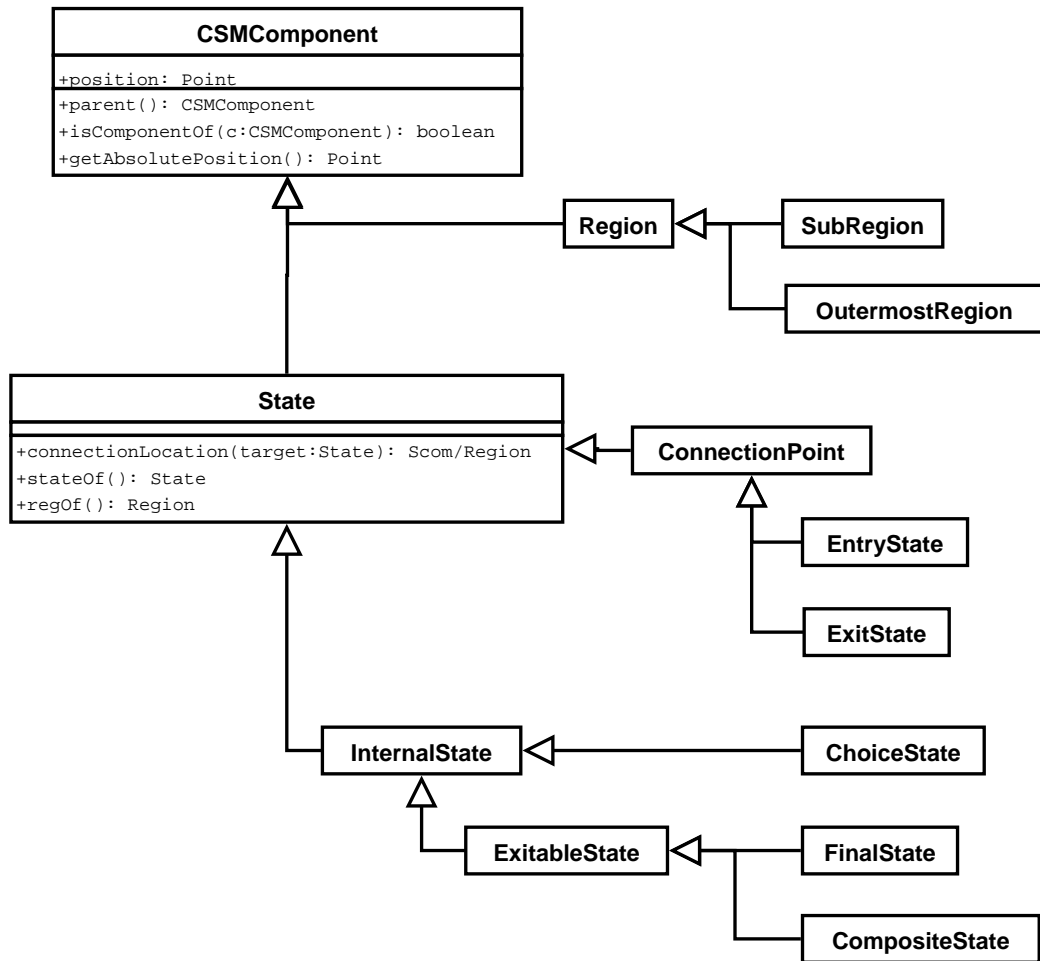 CSMComponent
+position: Point
+parent(): CSMComponent
+isComponentOf(c:CSMComponent): boolean
+getAbsolutePosition(): Point
Region
SubRegion
OutermostRegion
State
+connectionLocation(target:State): Scom/Region
+stateOf(): State
+regOf(): Region
ConnectionPoint
EntryState
ExitState
InternalState
ChoiceState
ExitableState
FinalState
CompositeState